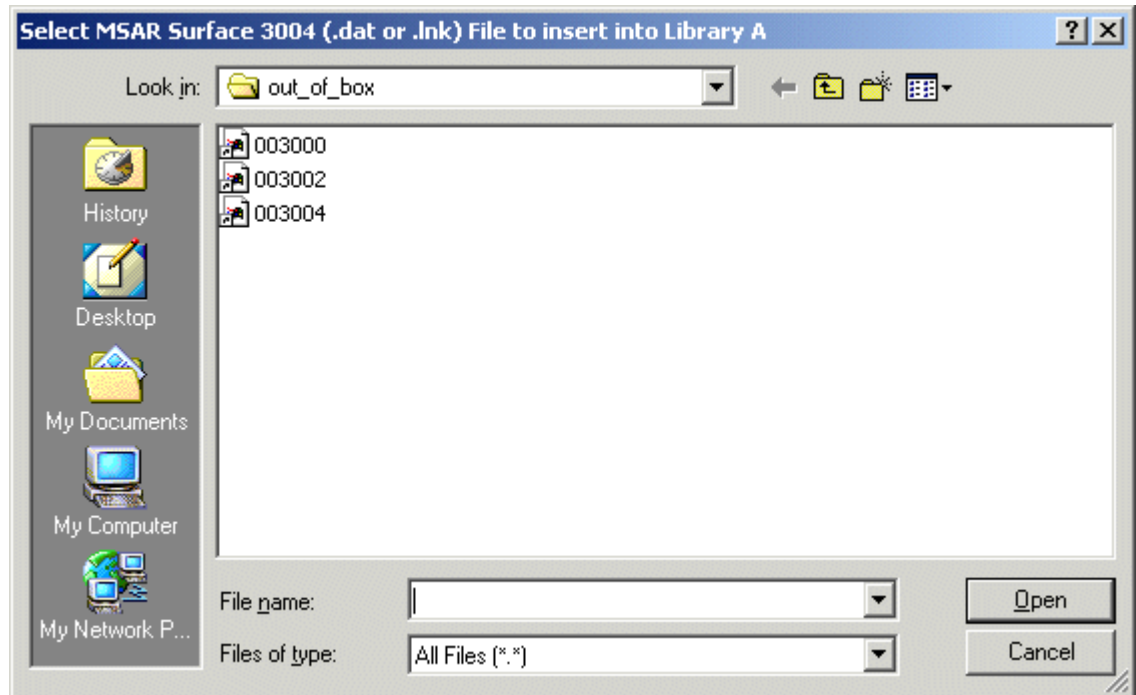 Select MSAR Surface 3004 (.dat or .lnk) File to insert into Library A
Look in: out_of_box
003000
003002
003004
History
Desktop
My Documents
My Computer
My Network P...
File name:
Open
Files of type: All Files (*.*)
Cancel